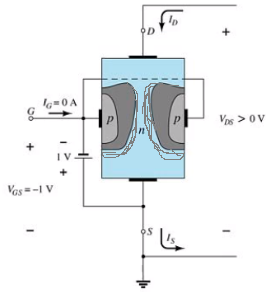 D
I_D
+
I_G = 0 A
G
p
n
p
V_DS > 0 V
+
−
1 V
+
V_GS = −1 V
−
S
I_S
−